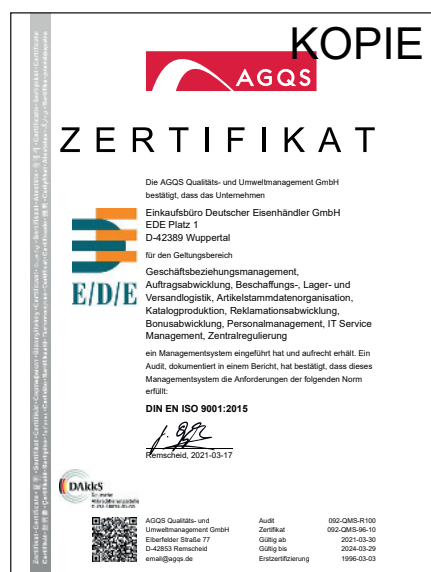 KOPIE
AGQS
ZERTIFIKAT
Die AGQS Qualitäts- und Umweltmanagement GmbH
bestätigt, dass das Unternehmen
Einkaufsbüro Deutscher Eisenhändler GmbH
EDE Platz 1
D-42389 Wuppertal
für den Geltungsbereich
E/D/E
Geschäftsbeziehungsmanagement,
Auftragsabwicklung, Beschaffungs-, Lager- und
Versandlogistik, Artikelstammdatenorganisation,
Katalogproduktion, Reklamationsabwicklung,
Bonusabwicklung, Personalmanagement, IT Service
Management, Zentralregulierung
ein Managementsystem eingeführt hat und aufrecht erhält. Ein
Audit, dokumentiert in einem Bericht, hat bestätigt, dass dieses
Managementsystem die Anforderungen der folgenden Norm
erfüllt:
DIN EN ISO 9001:2015
Remscheid, 2021-03-17
DAkkS
Deutsche
Akkreditierungsstelle
AGQS Qualitäts- und Audit 092-QMS-R100
Umweltmanagement GmbH Zertifikat 092-QMS-96-10
Elberfelder Straße 77 Gültig ab 2021-03-30
D-42853 Remscheid Gültig bis 2024-03-29
email@agqs.de Erstzertifizierung 1996-03-03